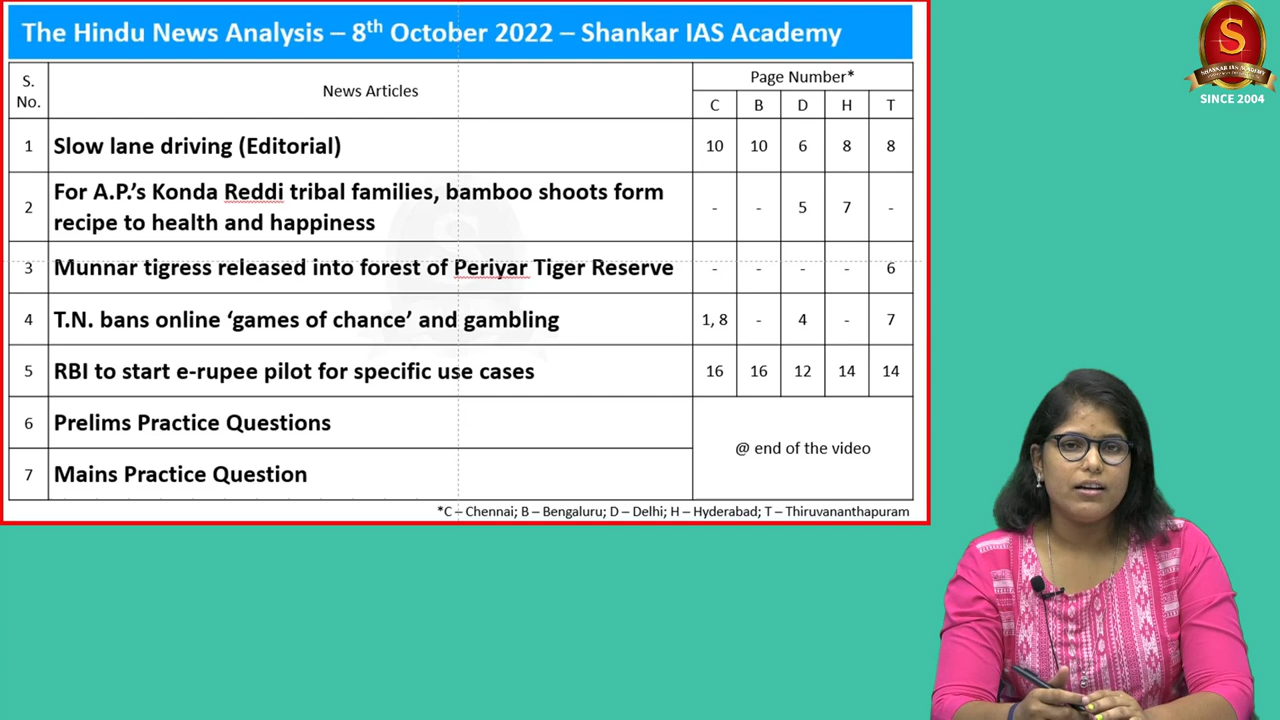 The Hindu News Analysis – 8th October 2022 – Shankar IAS Academy
S. No. News Articles Page Number*
C B D H T
1 Slow lane driving (Editorial) 10 10 6 8 8
2 For A.P.'s Konda Reddi tribal families, bamboo shoots form
recipe to health and happiness - - 5 7 -
3 Munnar tigress released into forest of Periyar Tiger Reserve - - - - 6
4 T.N. bans online 'games of chance' and gambling 1, 8 - 4 - 7
5 RBI to start e-rupee pilot for specific use cases 16 16 12 14 14
6 Prelims Practice Questions
@ end of the video
7 Mains Practice Question
*C – Chennai; B – Bengaluru; D – Delhi; H – Hyderabad; T – Thiruvananthapuram
S
SHANKAR IAS ACADEMY
SINCE 2004